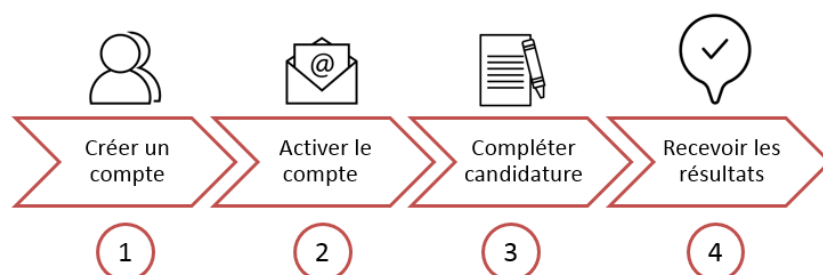 @
Créer un
compte
Activer le
compte
Compléter
candidature
Recevoir les
résultats
1
2
3
4